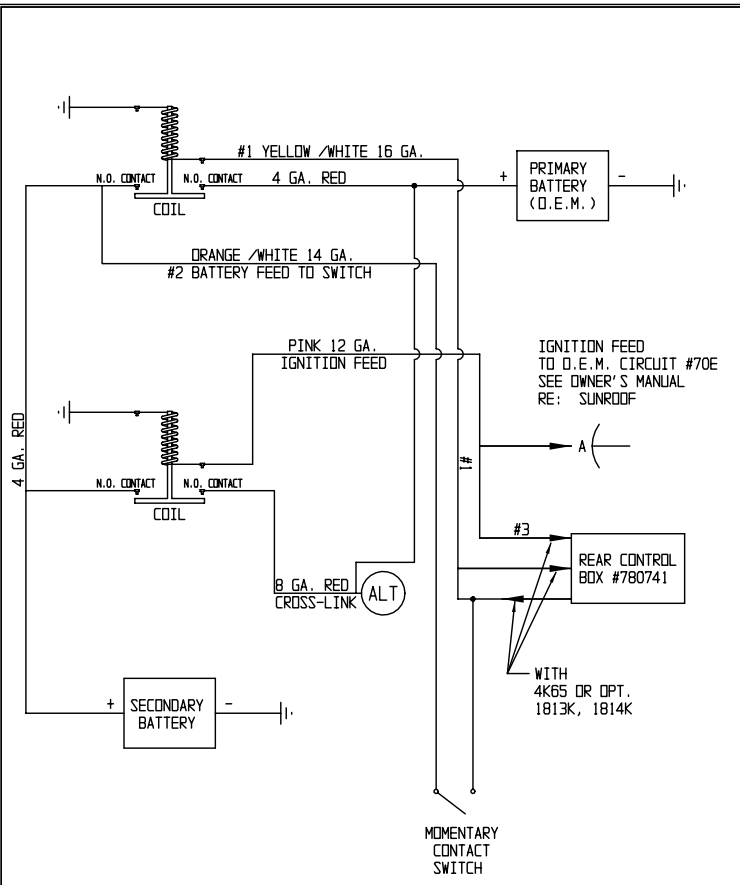 #1 YELLOW /WHITE 16 GA.
N.O. CONTACT
N.O. CONTACT
4 GA. RED
COIL
+
PRIMARY
BATTERY
(O.E.M.)
-
ORANGE /WHITE 14 GA.
#2 BATTERY FEED TO SWITCH
PINK 12 GA.
IGNITION FEED
IGNITION FEED
TO O.E.M. CIRCUIT #70E
SEE OWNER'S MANUAL
RE: SUNROOF
4 GA. RED
A
#1
N.O. CONTACT
N.O. CONTACT
COIL
#3
REAR CONTROL
BOX #780741
8 GA. RED
CROSS-LINK
ALT
WITH
4K65 OR OPT.
1813K, 1814K
+
SECONDARY
BATTERY
-
MOMENTARY
CONTACT
SWITCH